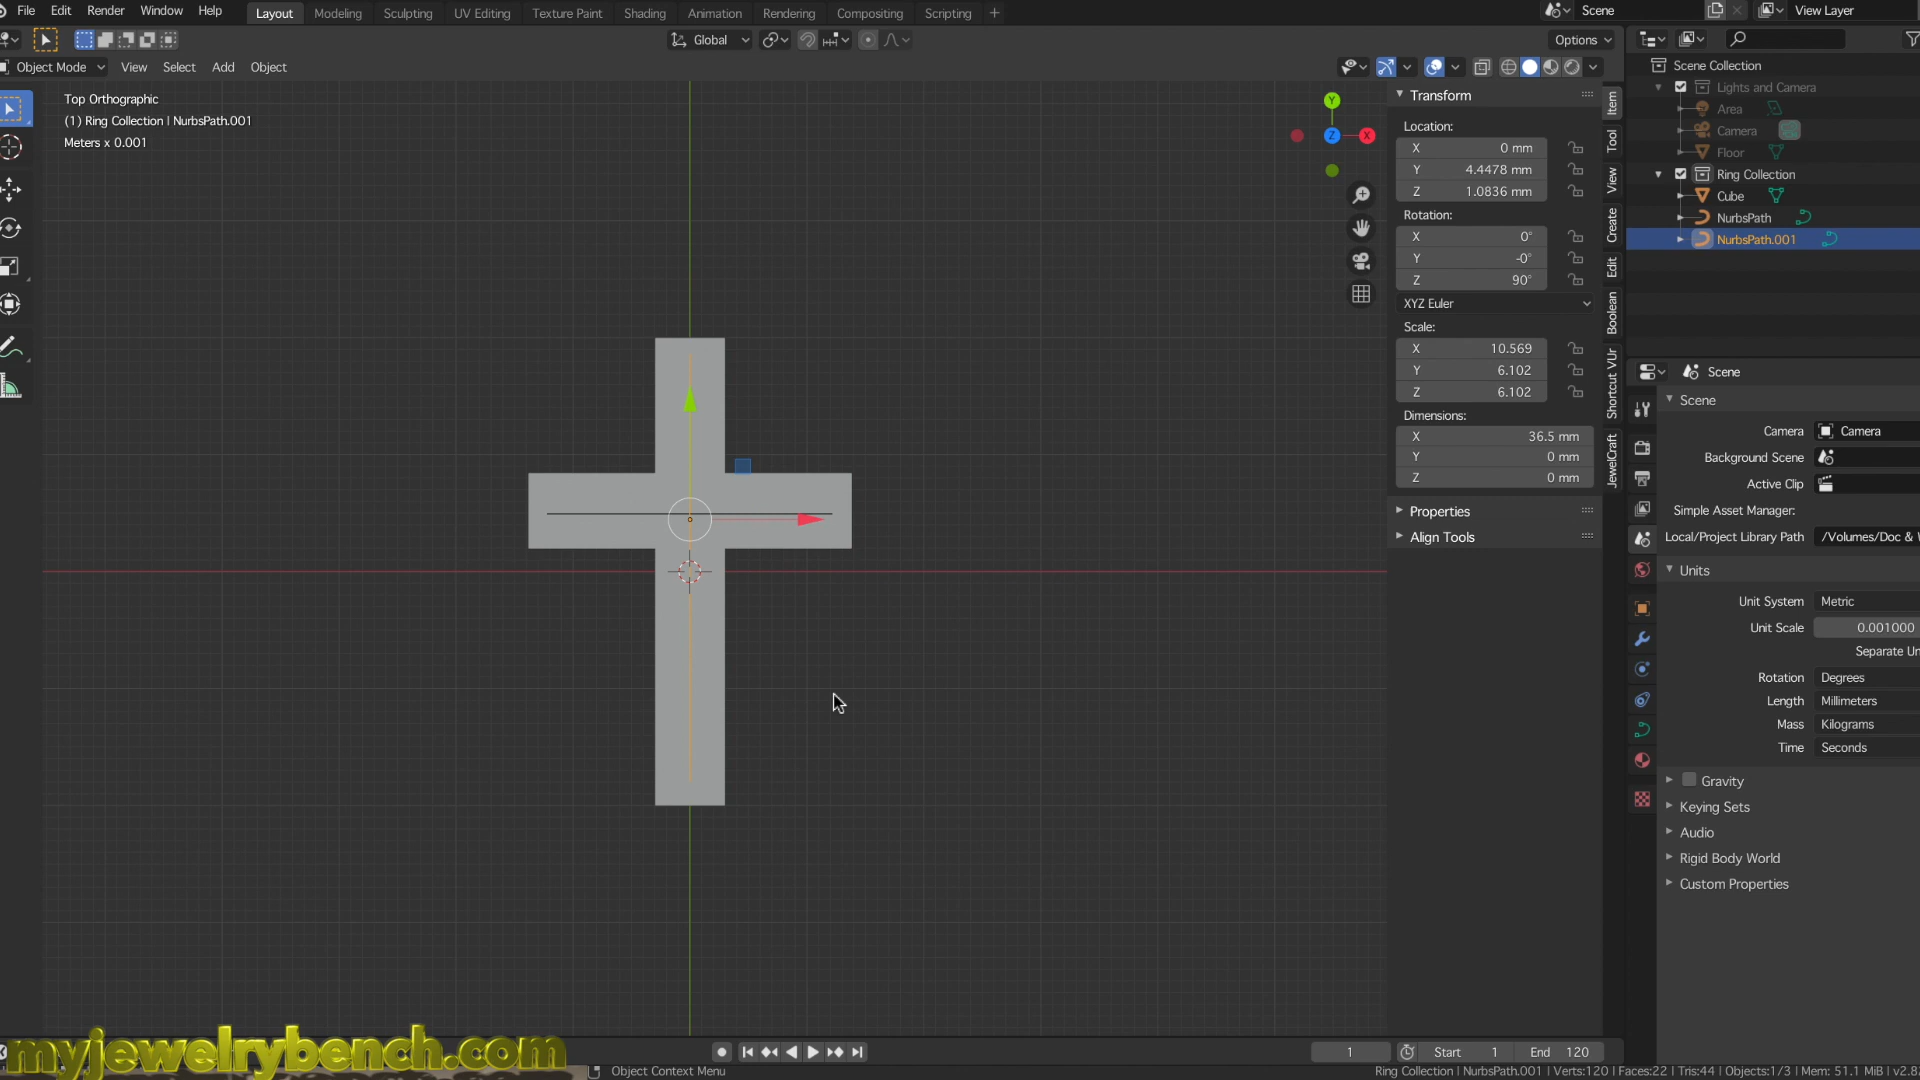 File Edit Render Window Help Layout Modeling Sculpting UV Editing Texture Paint Shading Animation Rendering Compositing Scripting + Scene View Layer
Global Options
Object Mode View Select Add Object
Top Orthographic
(1) Ring Collection | NurbsPath.001
Meters x 0.001
Y
Z
X
Transform
Location:
X 0 mm
Y 4.4478 mm
Z 1.0836 mm
Rotation:
X 0°
Y -0°
Z 90°
XYZ Euler
Scale:
X 10.569
Y 6.102
Z 6.102
Dimensions:
X 36.5 mm
Y 0 mm
Z 0 mm
Properties
Align Tools
Item
Tool
View
Create
Edit
Boolean
Shortcut VUr
JewelCraft
Scene Collection
Lights and Camera
Area
Camera
Floor
Ring Collection
Cube
NurbsPath
NurbsPath.001
Scene
Scene
Camera Camera
Background Scene
Active Clip
Simple Asset Manager:
Local/Project Library Path /Volumes/Doc &
Units
Unit System Metric
Unit Scale 0.001000
Separate Un
Rotation Degrees
Length Millimeters
Mass Kilograms
Time Seconds
Gravity
Keying Sets
Audio
Rigid Body World
Custom Properties
myjewelrybench.com
1 Start 1 End 120
Object Context Menu
Ring Collection | NurbsPath.001 | Verts:120 | Faces:22 | Tris:44 | Objects:1/3 | Mem: 51.1 MiB | v2.8